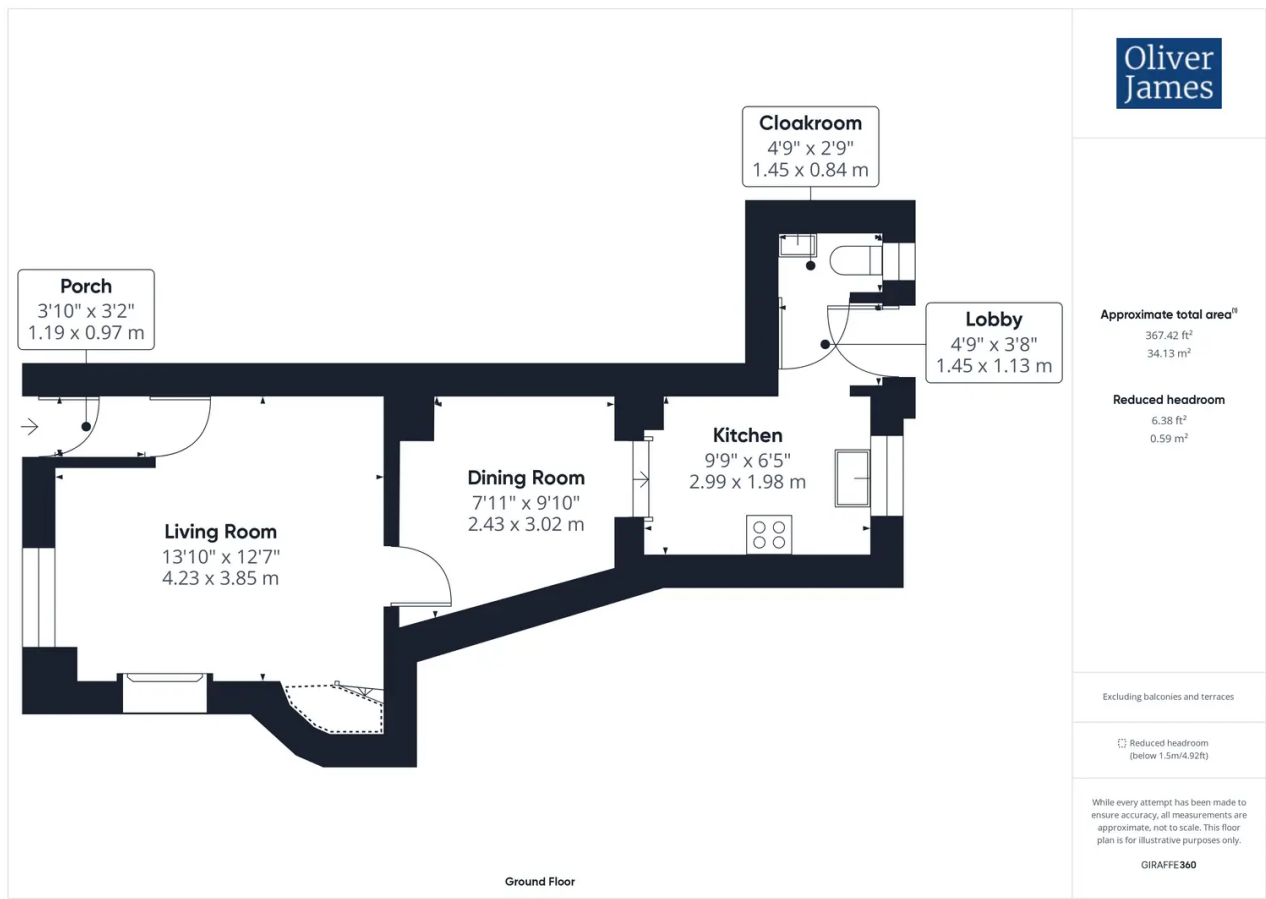 Oliver
James
Cloakroom
4'9" x 2'9"
1.45 x 0.84 m
Porch
3'10" x 3'2"
1.19 x 0.97 m
Lobby
4'9" x 3'8"
1.45 x 1.13 m
Kitchen
9'9" x 6'5"
2.99 x 1.98 m
Dining Room
7'11" x 9'10"
2.43 x 3.02 m
Living Room
13'10" x 12'7"
4.23 x 3.85 m
Ground Floor
Approximate total area⁽¹⁾
367.42 ft²
34.13 m²
Reduced headroom
6.38 ft²
0.59 m²
Excluding balconies and terraces
Reduced headroom
(below 1.5m/4.92ft)
While every attempt has been made to
ensure accuracy, all measurements are
approximate, not to scale. This floor
plan is for illustrative purposes only.
GIRAFFE360